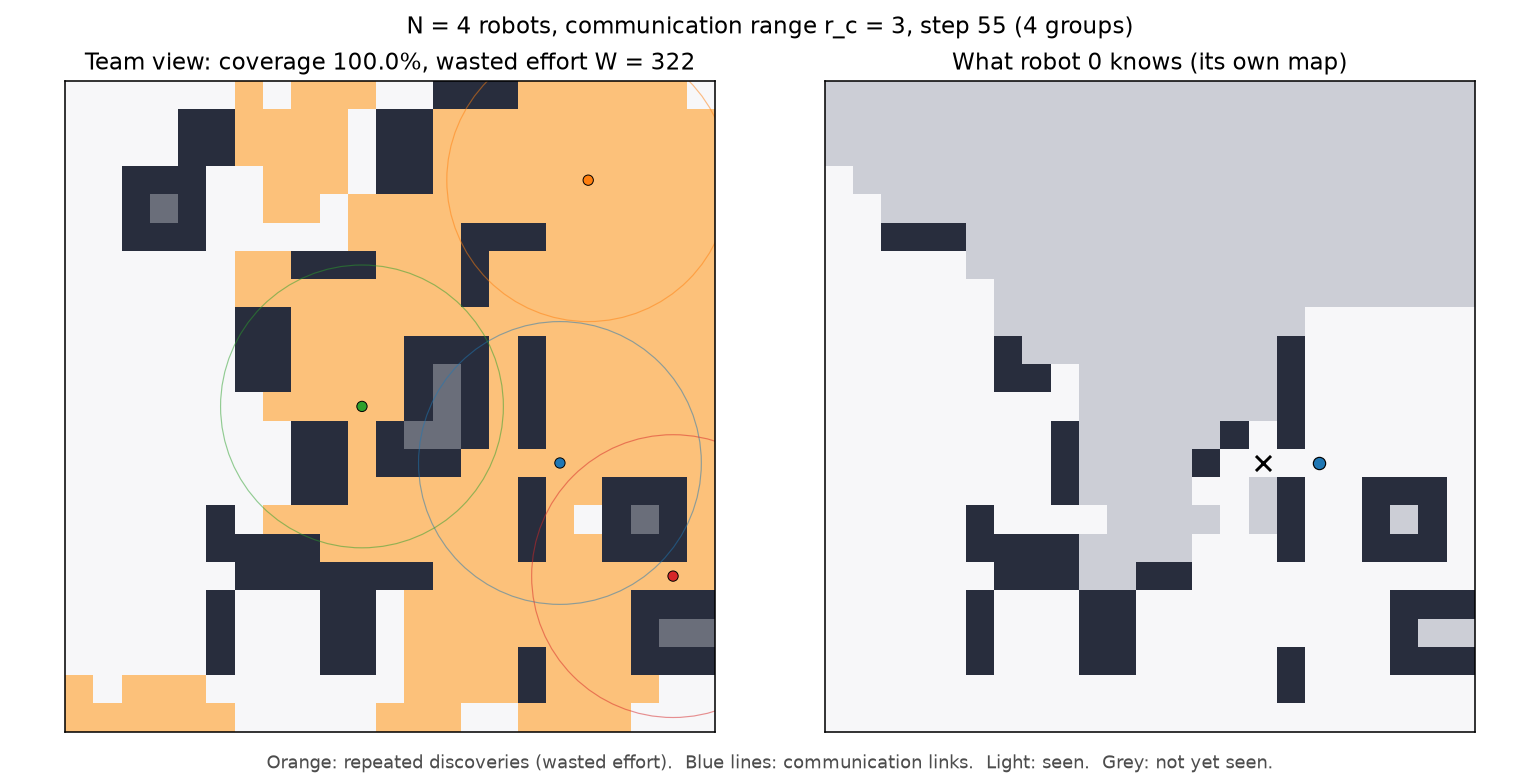 N = 4 robots, communication range r_c = 3, step 55 (4 groups)
Team view: coverage 100.0%, wasted effort W = 322
What robot 0 knows (its own map)
Orange: repeated discoveries (wasted effort).  Blue lines: communication links.  Light: seen.  Grey: not yet seen.